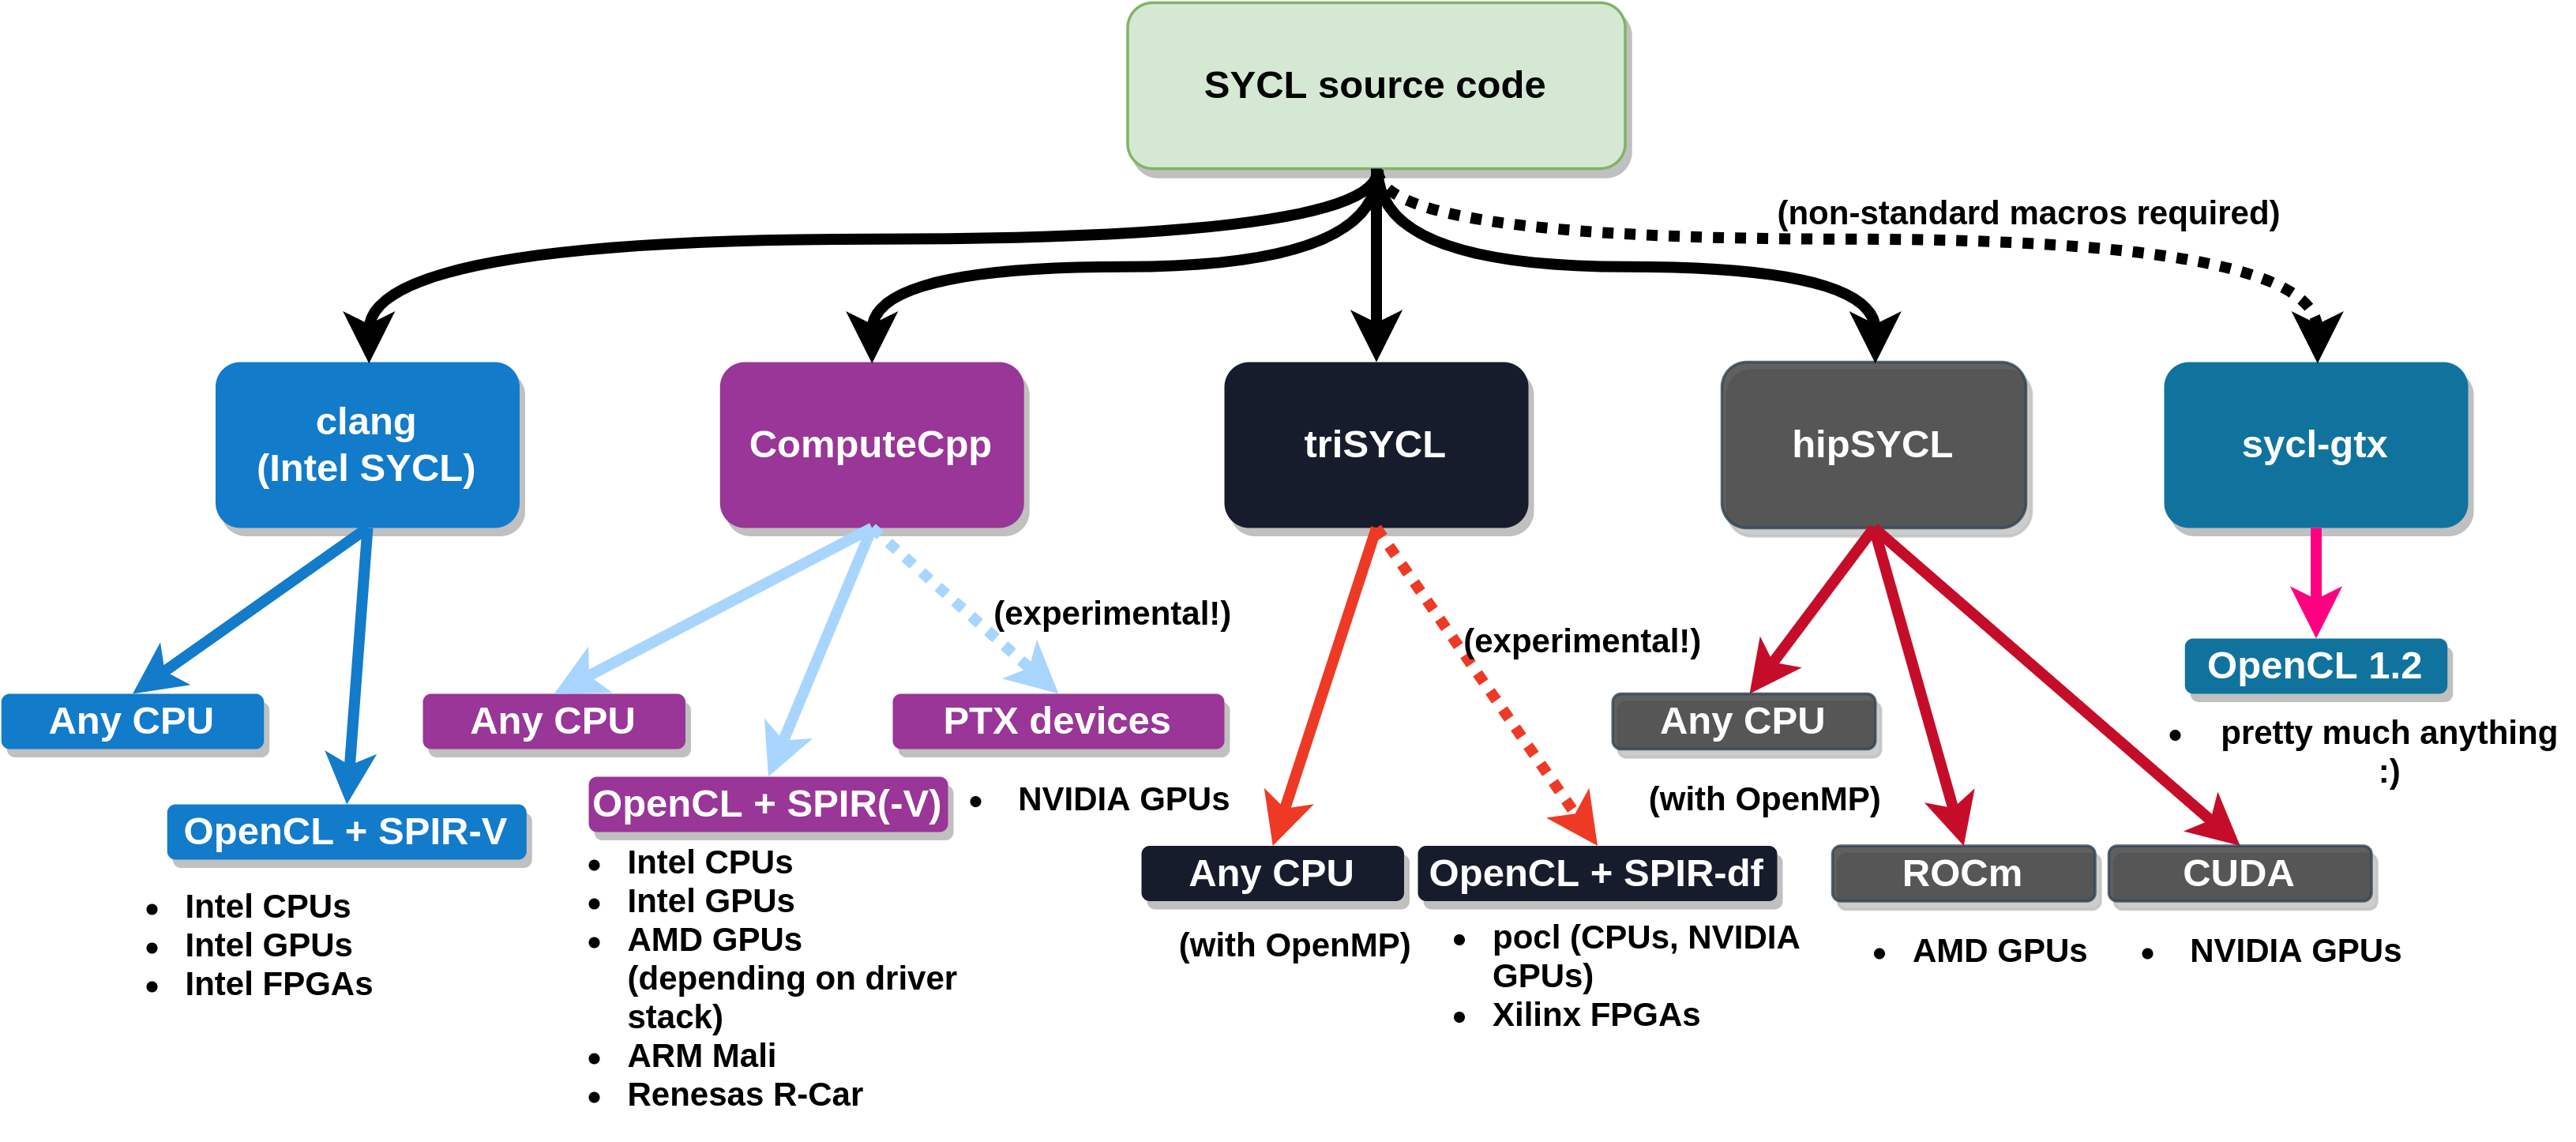 SYCL source code
(non-standard macros required)
clang
(Intel SYCL)
ComputeCpp
triSYCL
hipSYCL
sycl-gtx
(experimental!)
(experimental!)
OpenCL 1.2
pretty much anything
:)
Any CPU
OpenCL + SPIR-V
Intel CPUs
Intel GPUs
Intel FPGAs
Any CPU
OpenCL + SPIR(-V)
Intel CPUs
Intel GPUs
AMD GPUs
(depending on driver
stack)
ARM Mali
Renesas R-Car
PTX devices
NVIDIA GPUs
Any CPU
(with OpenMP)
OpenCL + SPIR-df
pocl (CPUs, NVIDIA
GPUs)
Xilinx FPGAs
Any CPU
(with OpenMP)
ROCm
AMD GPUs
CUDA
NVIDIA GPUs